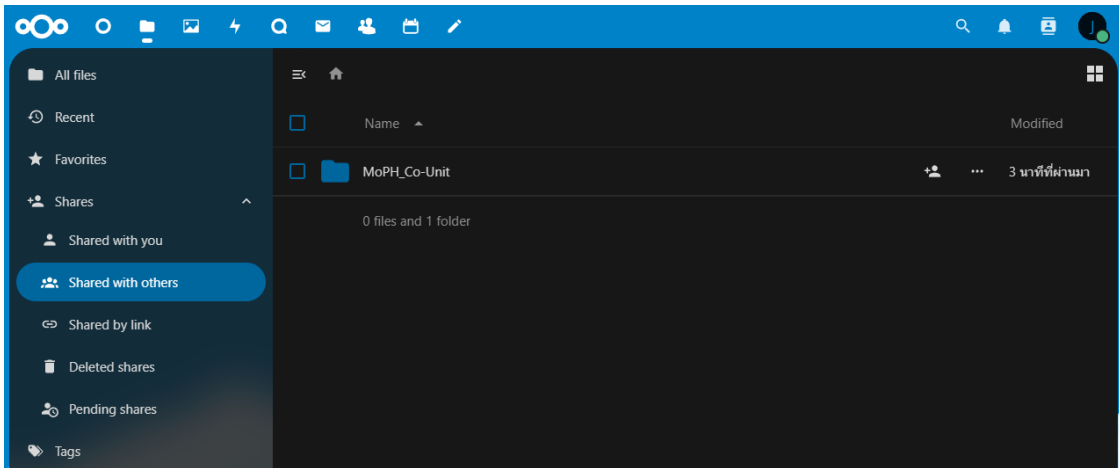 J
All files
Recent
Name
Modified
Favorites
MoPH_Co-Unit
3 นาทีที่ผ่านมา
Shares
0 files and 1 folder
Shared with you
Shared with others
Shared by link
Deleted shares
Pending shares
Tags